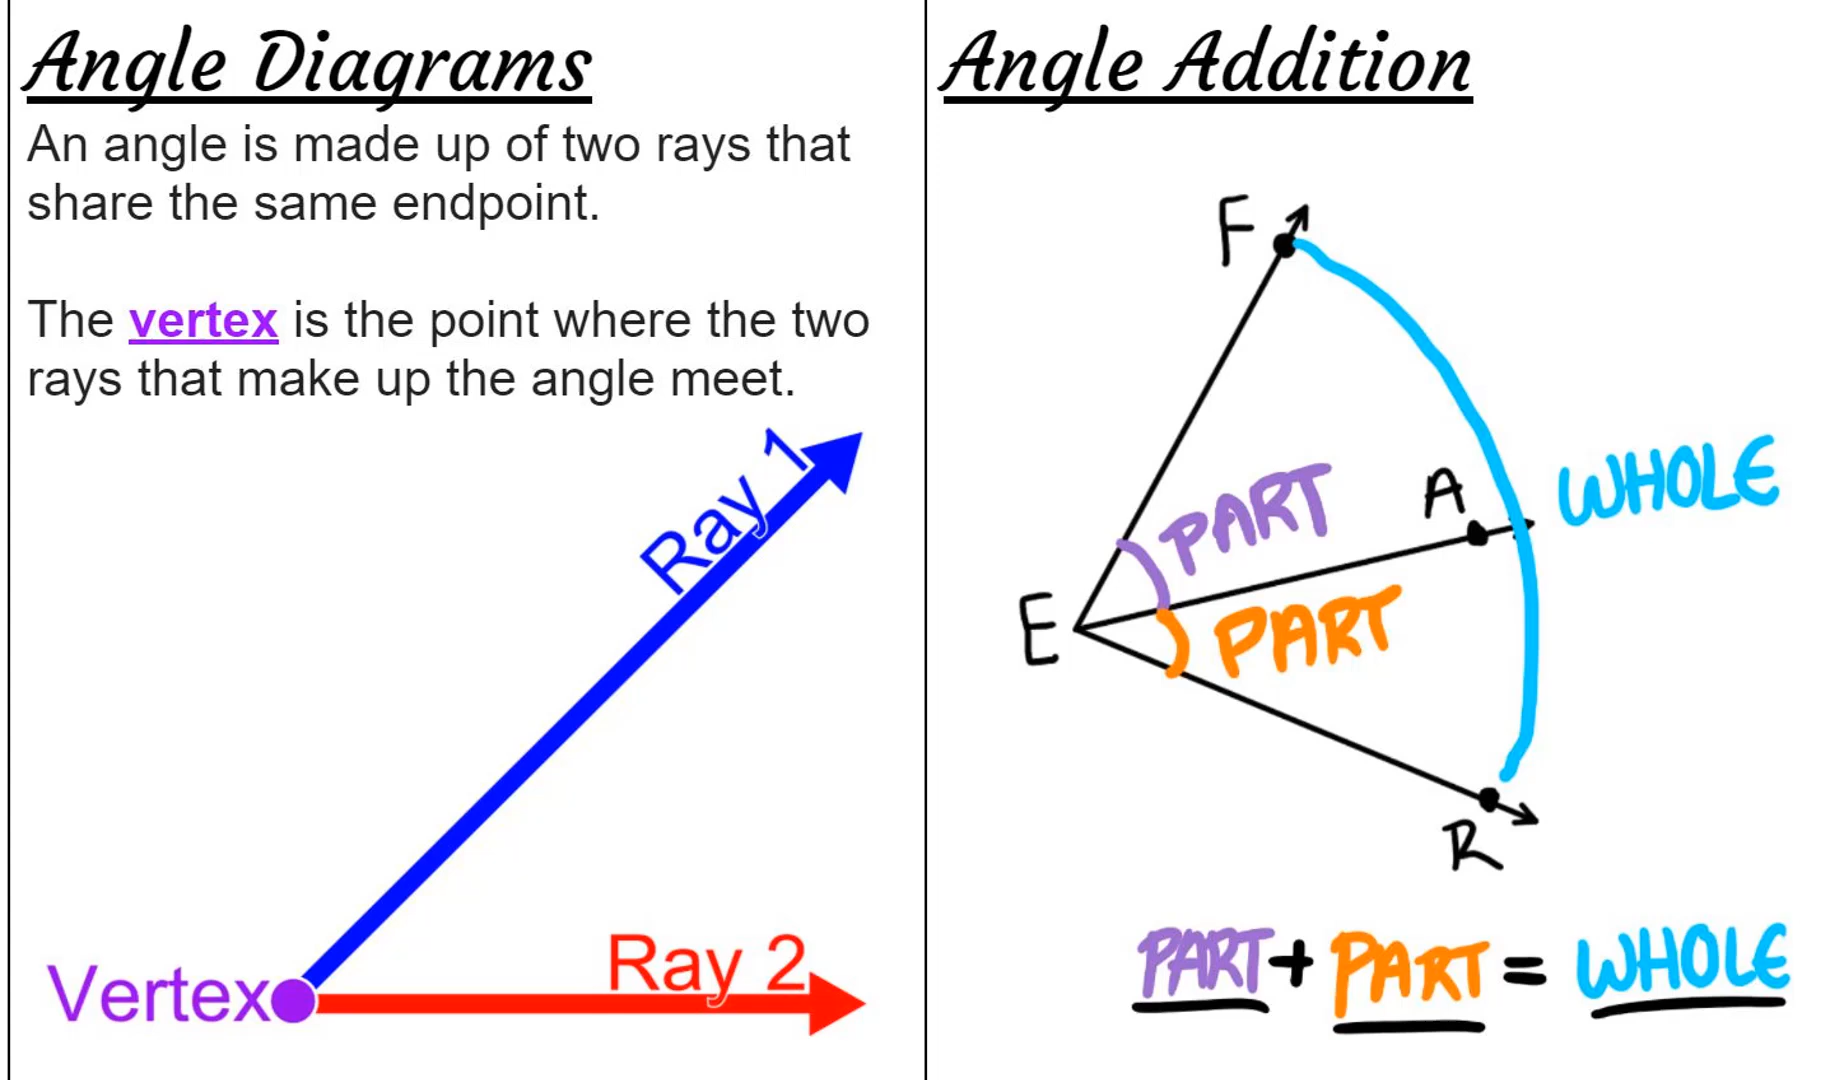 Angle Diagrams
An angle is made up of two rays that
share the same endpoint.
The vertex is the point where the two
rays that make up the angle meet.
Ray 1
Ray 2
Vertex
Angle Addition
F
A
WHOLE
PART
E
PART
R
PART + PART = WHOLE